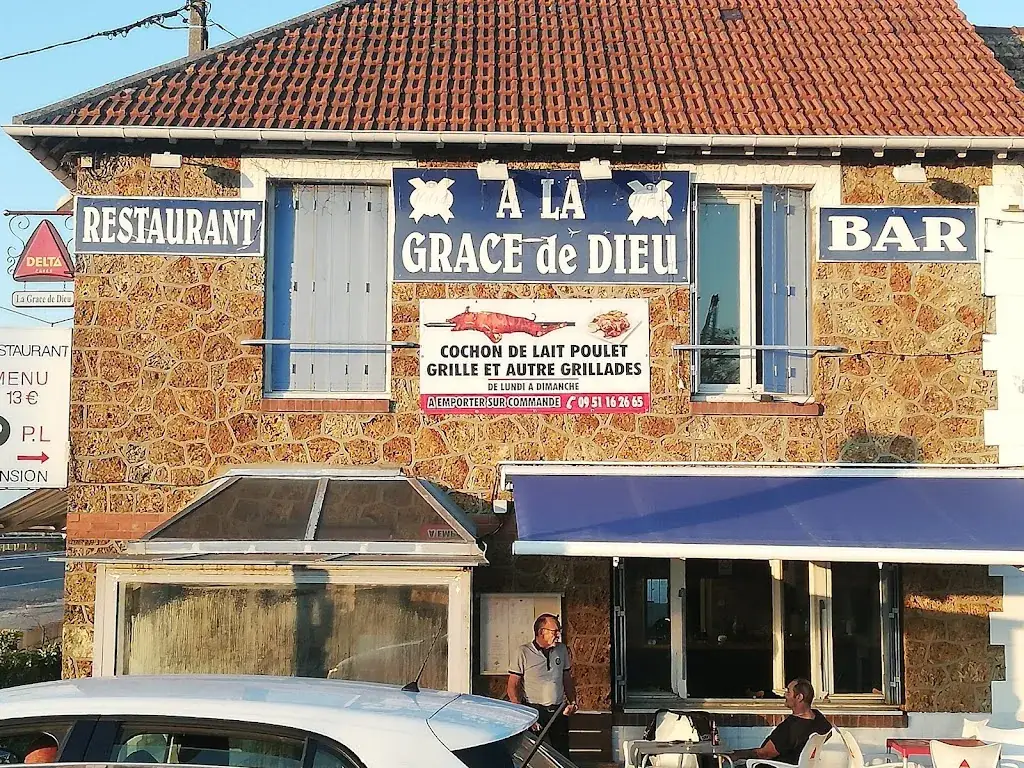 RESTAURANT
A LA
GRACE de DIEU
BAR
DELTA
CAFES
La Grace de Dieu
COCHON DE LAIT POULET
GRILLE ET AUTRE GRILLADES
DE LUNDI A DIMANCHE
A EMPORTER SUR COMMANDE 09 51 16 26 65
STAURANT
MENU
13 €
P.L
NSION